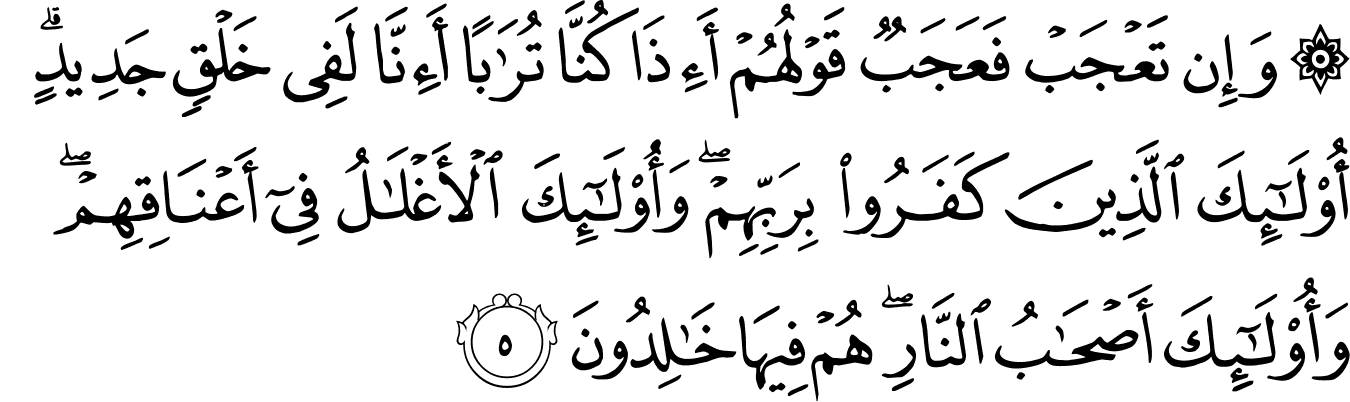 ۞ وَإِن تَعۡجَبۡ فَعَجَبٞ قَوۡلُهُمۡ أَءِذَا كُنَّا تُرَٰبًا أَءِنَّا لَفِي خَلۡقٖ جَدِيدٍۗ
أُوْلَٰٓئِكَ ٱلَّذِينَ كَفَرُواْ بِرَبِّهِمۡۖ وَأُوْلَٰٓئِكَ ٱلۡأَغۡلَٰلُ فِيٓ أَعۡنَاقِهِمۡۖ
وَأُوْلَٰٓئِكَ أَصۡحَٰبُ ٱلنَّارِۖ هُمۡ فِيهَا خَٰلِدُونَ ٥